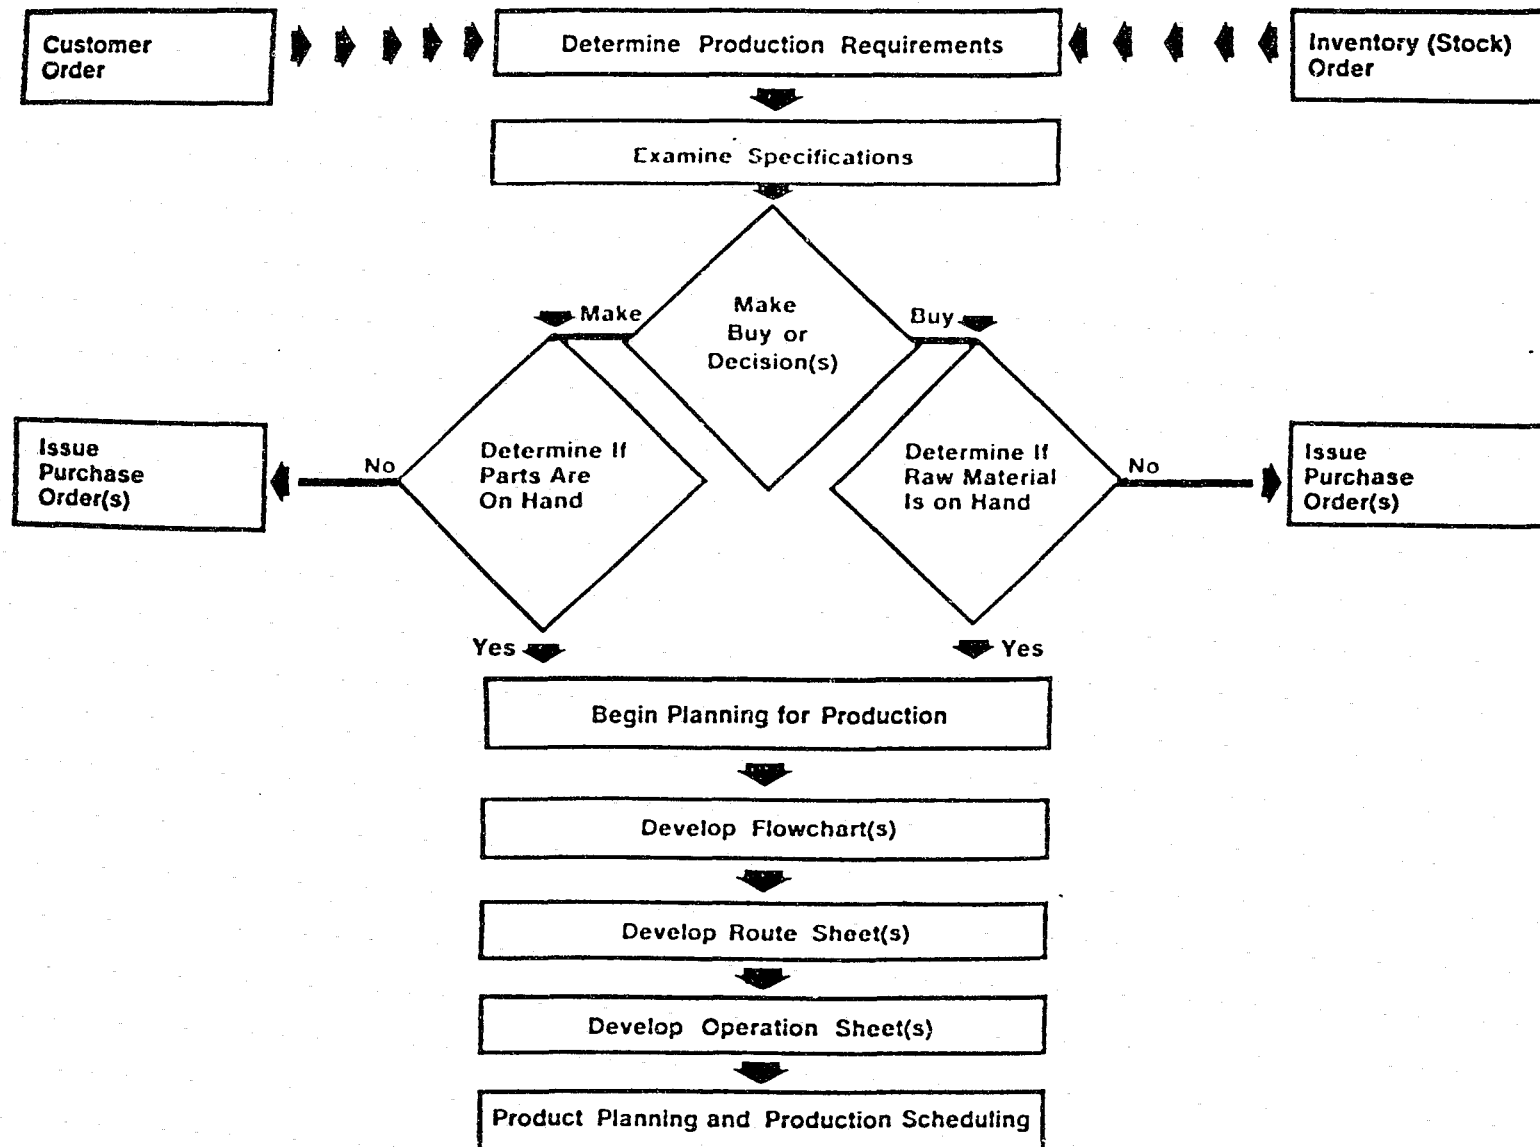 Customer
Order
Determine Production Requirements
Inventory (Stock)
Order
Examine Specifications
Make
Make
Buy or
Decision(s)
Buy
Issue
Purchase
Order(s)
No
Determine If
Parts Are
On Hand
Determine If
Raw Material
Is on Hand
No
Issue
Purchase
Order(s)
Yes
Yes
Begin Planning for Production
Develop Flowchart(s)
Develop Route Sheet(s)
Develop Operation Sheet(s)
Product Planning and Production Scheduling